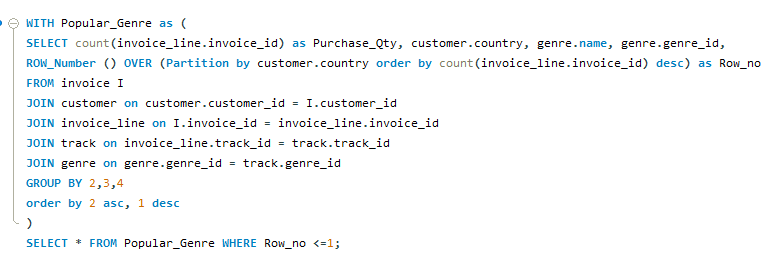 WITH Popular_Genre as (
SELECT count(invoice_line.invoice_id) as Purchase_Qty, customer.country, genre.name, genre.genre_id,
ROW_Number () OVER (Partition by customer.country order by count(invoice_line.invoice_id) desc) as Row_no
FROM invoice I
JOIN customer on customer.customer_id = I.customer_id
JOIN invoice_line on I.invoice_id = invoice_line.invoice_id
JOIN track on invoice_line.track_id = track.track_id
JOIN genre on genre.genre_id = track.genre_id
GROUP BY 2,3,4
order by 2 asc, 1 desc
)
SELECT * FROM Popular_Genre WHERE Row_no <=1;